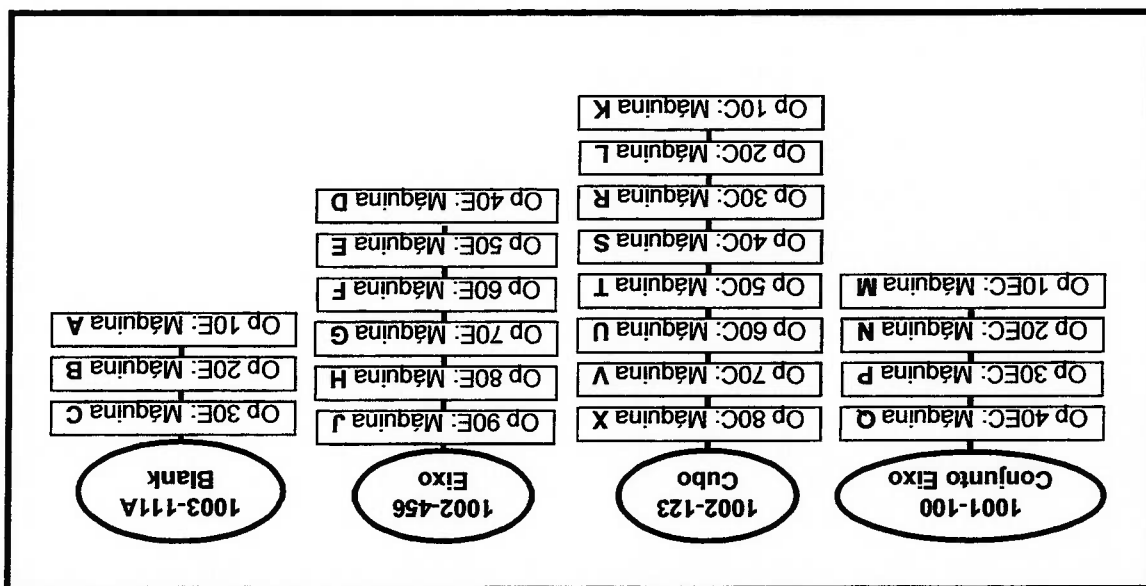 1001-100
Conjunto Eixo
Op 40EC: Máquina Q
Op 30EC: Máquina P
Op 20EC: Máquina N
Op 10EC: Máquina M
1002-123
Cubo
Op 80C: Máquina X
Op 70C: Máquina V
Op 60C: Máquina U
Op 50C: Máquina T
Op 40C: Máquina S
Op 30C: Máquina R
Op 20C: Máquina L
Op 10C: Máquina K
1002-456
Eixo
Op 90E: Máquina J
Op 80E: Máquina H
Op 70E: Máquina G
Op 60E: Máquina F
Op 50E: Máquina E
Op 40E: Máquina D
1003-111A
Blank
Op 30E: Máquina C
Op 20E: Máquina B
Op 10E: Máquina A